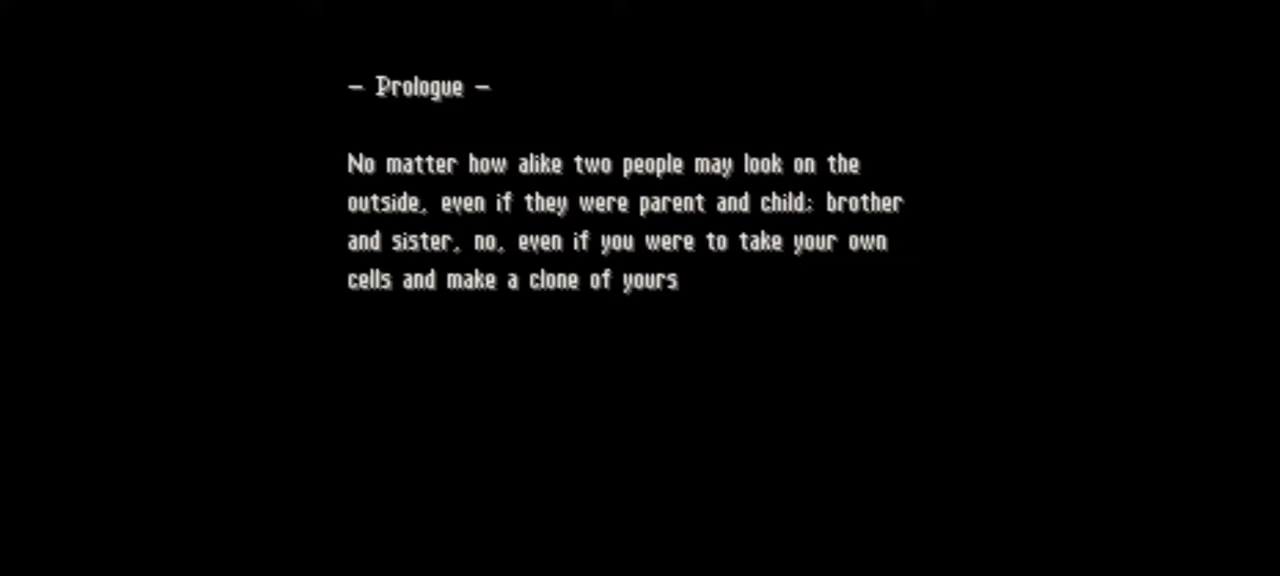 — Prologue —
No matter how alike two people may look on the
outside, even if they were parent and child; brother
and sister, no, even if you were to take your own
cells and make a clone of yours